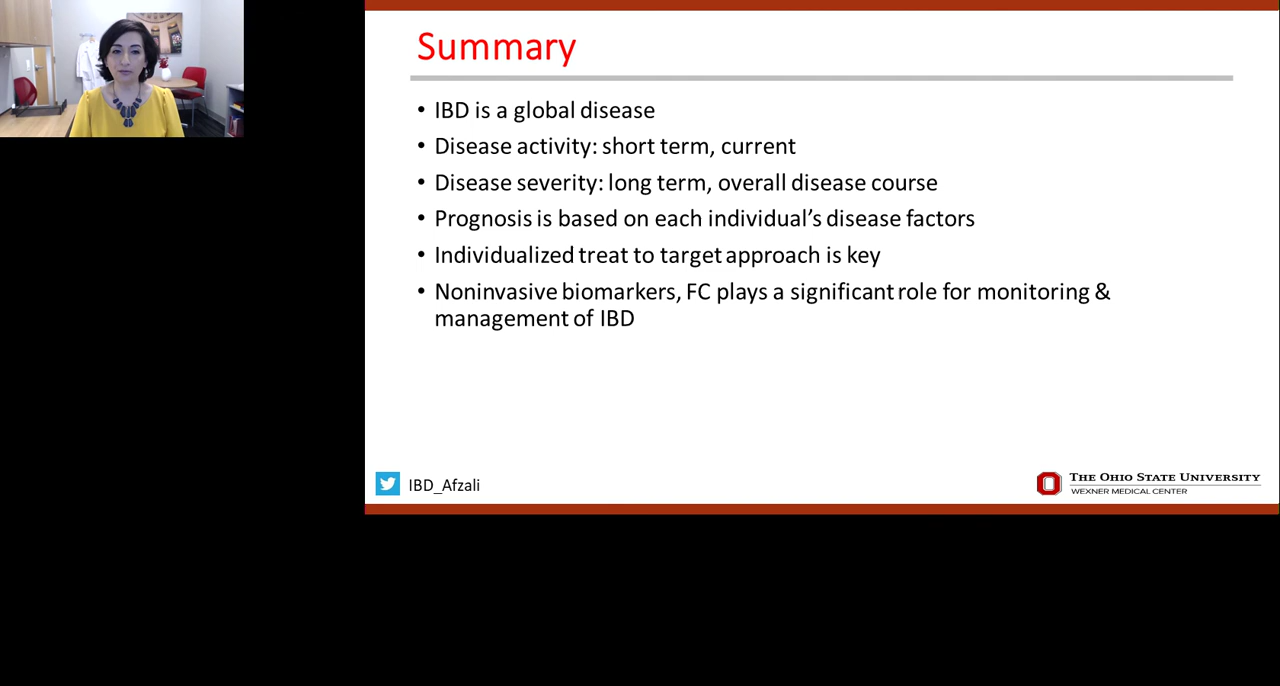 Summary
• IBD is a global disease
• Disease activity: short term, current
• Disease severity: long term, overall disease course
• Prognosis is based on each individual’s disease factors
• Individualized treat to target approach is key
• Noninvasive biomarkers, FC plays a significant role for monitoring &
management of IBD
IBD_Afzali
THE OHIO STATE UNIVERSITY
WEXNER MEDICAL CENTER